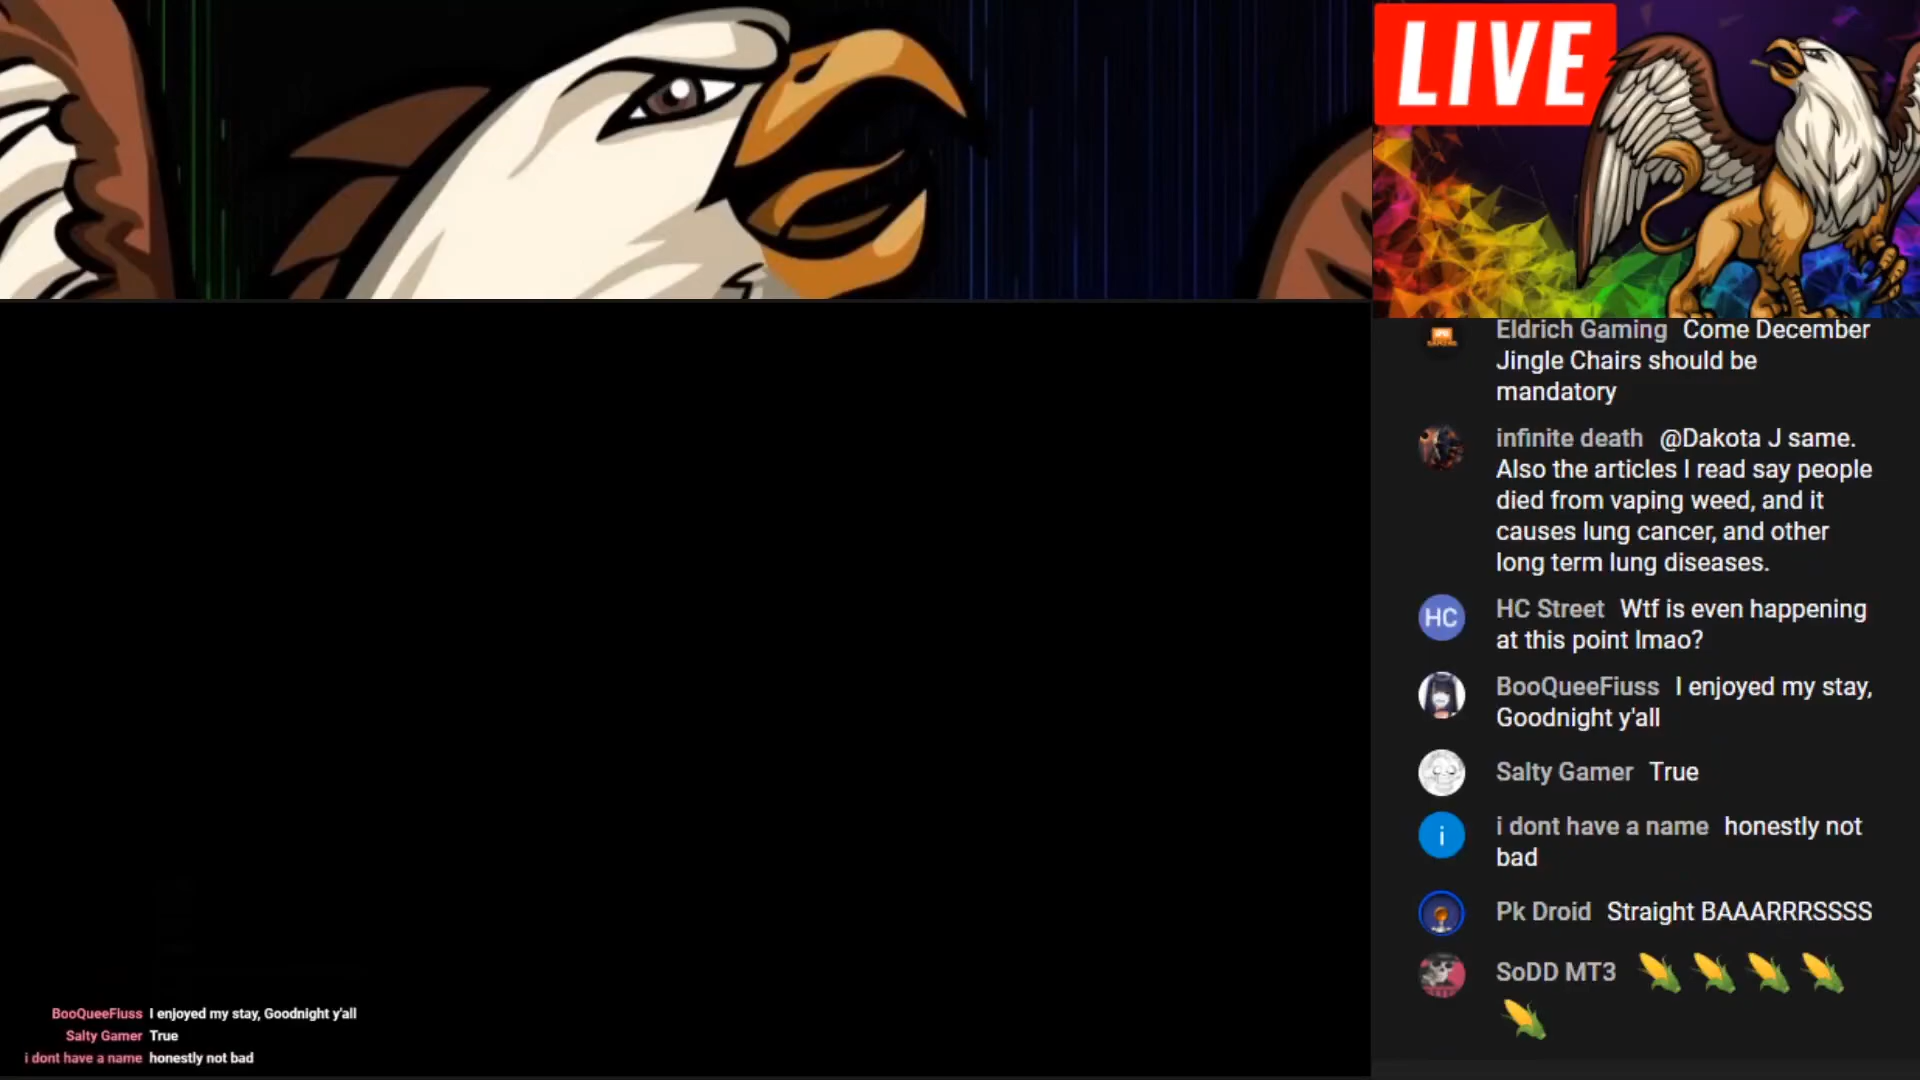 LIVE
Eldrich Gaming Come December
Jingle Chairs should be
mandatory
infinite death @Dakota J same.
Also the articles I read say people
died from vaping weed, and it
causes lung cancer, and other
long term lung diseases.
HC
HC Street Wtf is even happening
at this point lmao?
BooQueeFiuss I enjoyed my stay,
Goodnight y'all
Salty Gamer True
i
i dont have a name honestly not
bad
Pk Droid Straight BAAARRRSSSS
SoDD MT3 🌽🌽🌽🌽
🌽
BooQueeFiuss I enjoyed my stay, Goodnight y'all
Salty Gamer True
i dont have a name honestly not bad